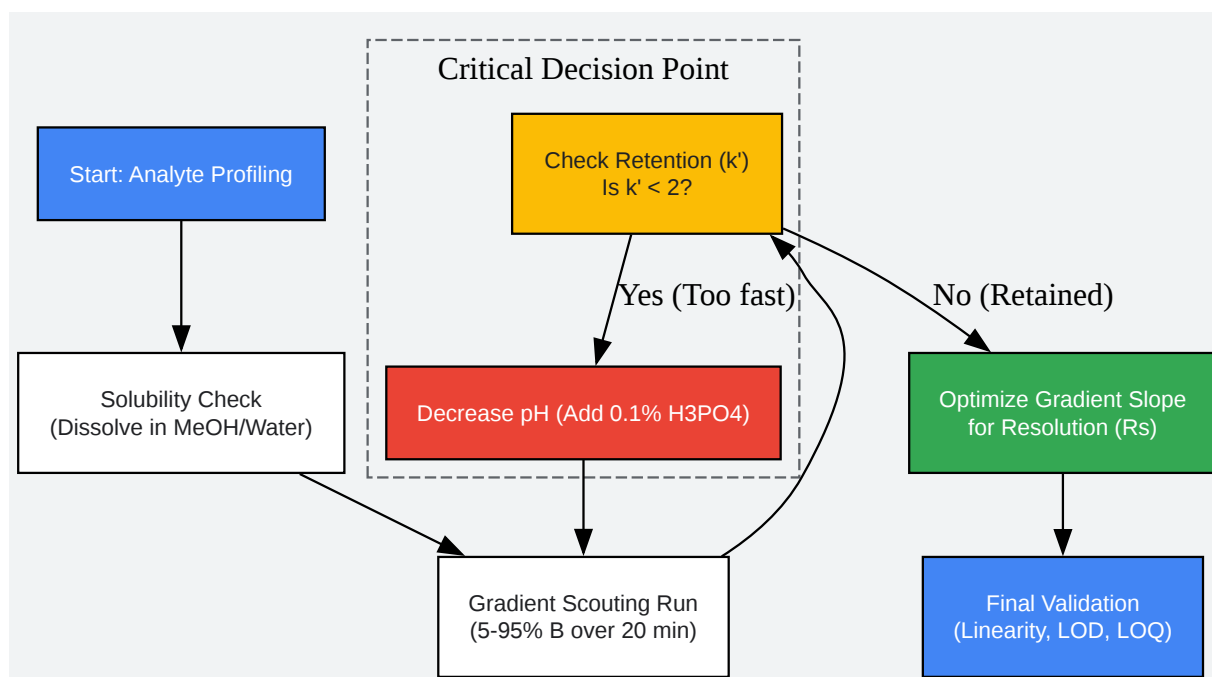 Critical Decision Point
Start: Analyte Profiling
Check Retention (k')
Is k' < 2?
Yes (Too fast)
No (Retained)
Solubility Check
(Dissolve in MeOH/Water)
Decrease pH (Add 0.1% H3PO4)
Optimize Gradient Slope
for Resolution (Rs)
Gradient Scouting Run
(5-95% B over 20 min)
Final Validation
(Linearity, LOD, LOQ)